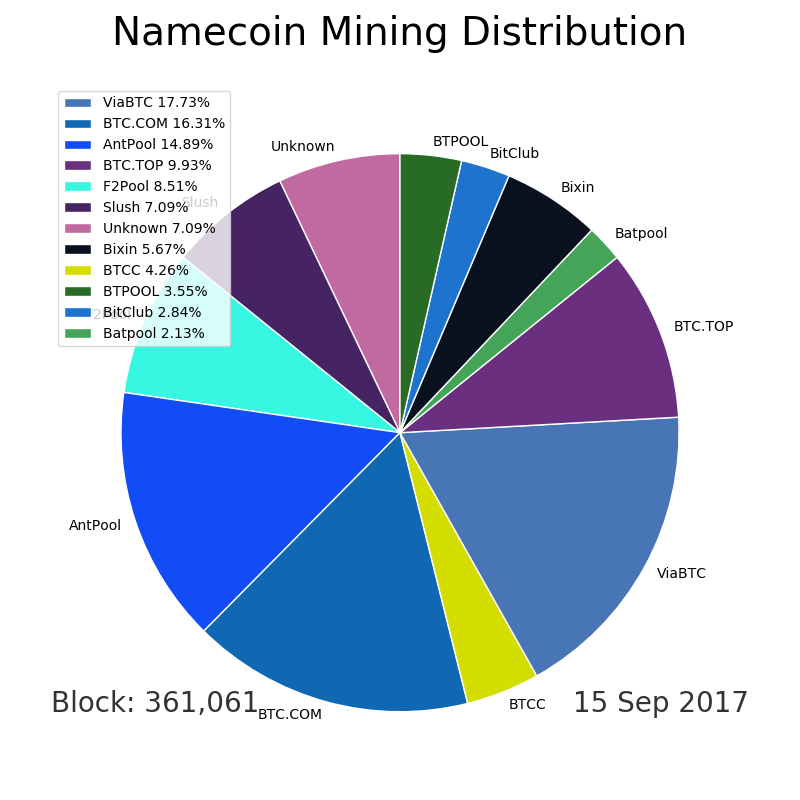 Namecoin Mining Distribution
ViaBTC 17.73%
BTC.COM 16.31%
AntPool 14.89%
BTC.TOP 9.93%
F2Pool 8.51%
Slush 7.09%
Unknown 7.09%
Bixin 5.67%
BTCC 4.26%
BTPOOL 3.55%
BitClub 2.84%
Batpool 2.13%
Unknown
BTPOOL
BitClub
Bixin
Batpool
Slush
BTC.TOP
AntPool
ViaBTC
BTCC
BTC.COM
Block: 361,061
15 Sep 2017